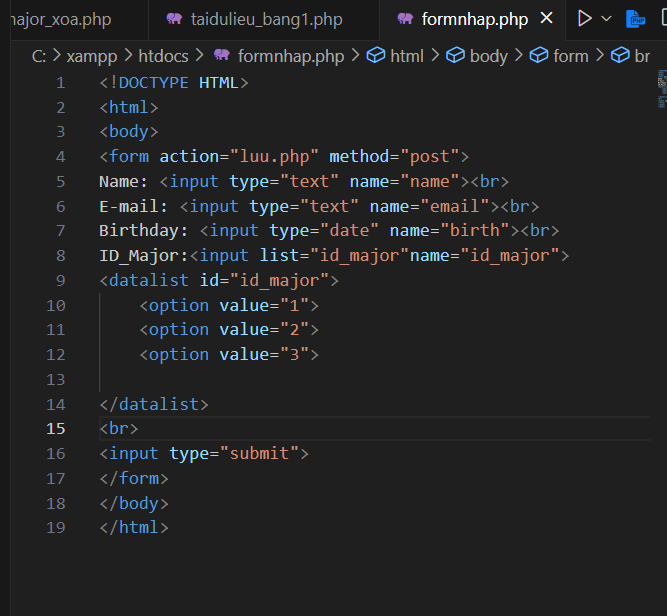 najor_xoa.php taidulieu_bang1.php formnhap.php
C: > xampp > htdocs > formnhap.php > html > body > form > br
1 <!DOCTYPE HTML>
2 <html>
3 <body>
4 <form action="luu.php" method="post">
5 Name: <input type="text" name="name"><br>
6 E-mail: <input type="text" name="email"><br>
7 Birthday: <input type="date" name="birth"><br>
8 ID_Major:<input list="id_major"name="id_major">
9 <datalist id="id_major">
10 <option value="1">
11 <option value="2">
12 <option value="3">
13
14 </datalist>
15 <br>
16 <input type="submit">
17 </form>
18 </body>
19 </html>